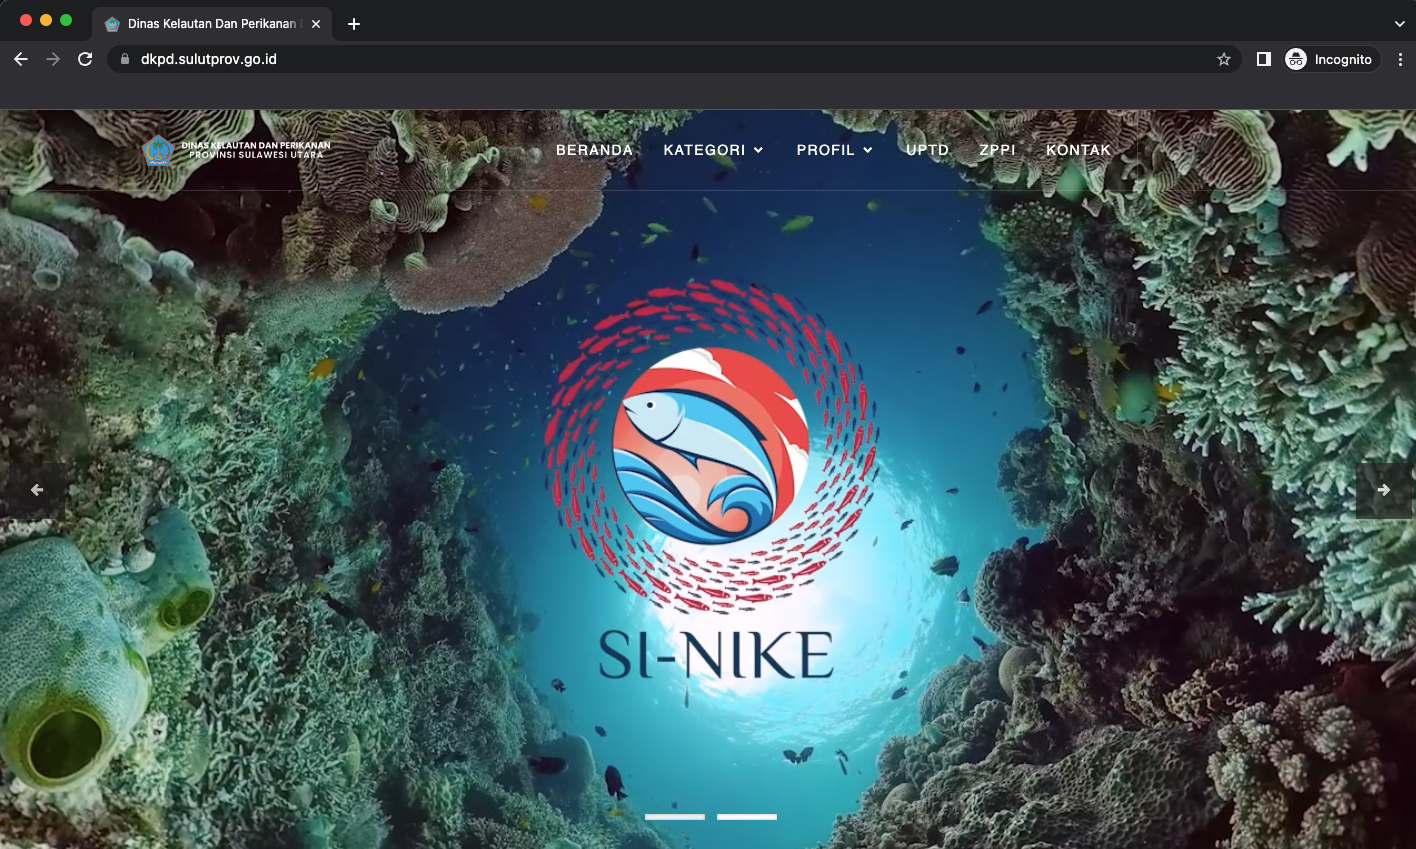 Dinas Kelautan Dan Perikanan
dkpd.sulutprov.go.id
Incognito
DINAS KELAUTAN DAN PERIKANAN
PROVINSI SULAWESI UTARA
BERANDA KATEGORI PROFIL UPTD ZPPI KONTAK
SI-NIKE